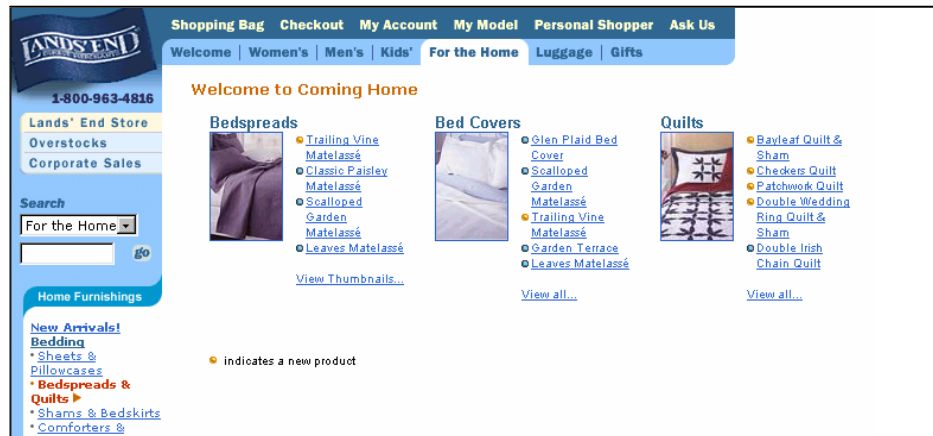 Shopping Bag Checkout My Account My Model Personal Shopper Ask Us
LANDS' END
DIRECT MERCHANTS
Welcome | Women's | Men's | Kids' For the Home Luggage | Gifts
1-800-963-4816
Lands' End Store
Overstocks
Corporate Sales
Search
For the Home
go
Home Furnishings
New Arrivals!
Bedding
• Sheets &
Pillowcases
• Bedspreads &
Quilts
• Shams & Bedskirts
• Comforters &
Welcome to Coming Home
Bedspreads
Trailing Vine
Matelassé
Classic Paisley
Matelassé
Scalloped
Garden
Matelassé
Leaves Matelassé
View Thumbnails...
Bed Covers
Glen Plaid Bed
Cover
Scalloped
Garden
Matelassé
Trailing Vine
Matelassé
Garden Terrace
Leaves Matelassé
View all...
Quilts
Bayleaf Quilt &
Sham
Checkers Quilt
Patchwork Quilt
Double Wedding
Ring Quilt &
Sham
Double Irish
Chain Quilt
View all...
indicates a new product